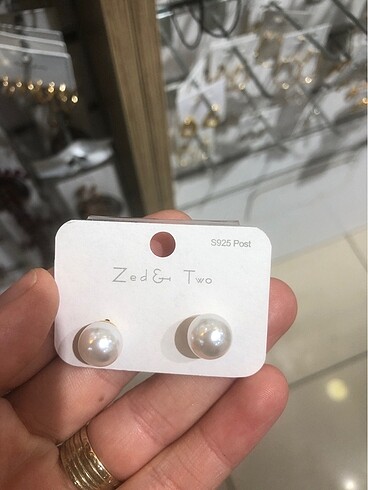 S925 Post
Zed & Two